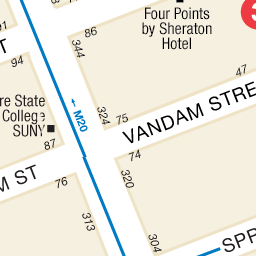 Four Points
by Sheraton
Hotel
91
86
T
94
344
47
re State
College
SUNY
M20
324
75
VANDAM STRE
87
74
M ST
76
320
313
304
SPR